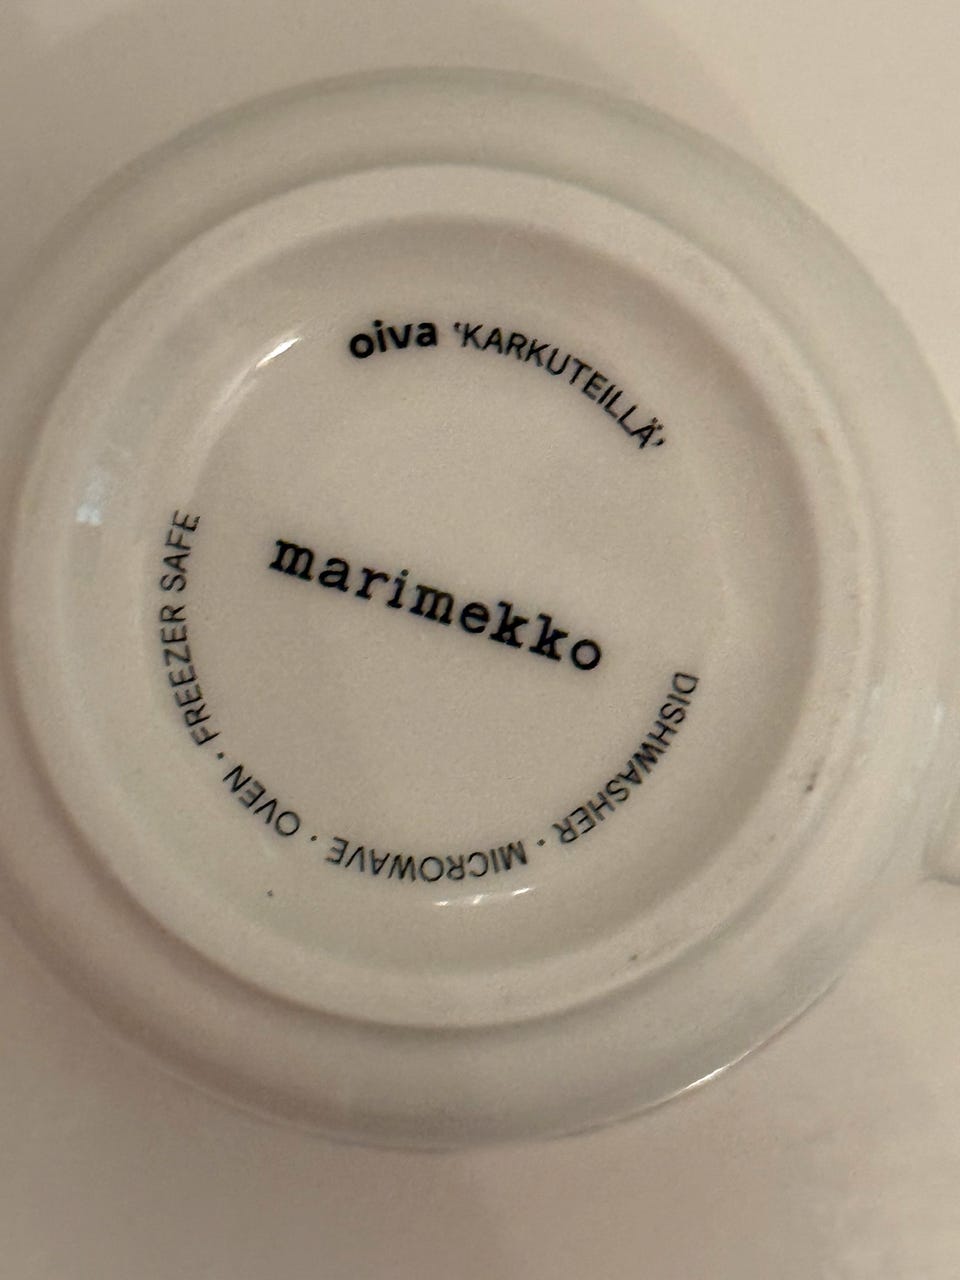 oiva 'KARKUTEILLÄ'
marimekko
DISHWASHER · MICROWAVE · OVEN · FREEZER SAFE